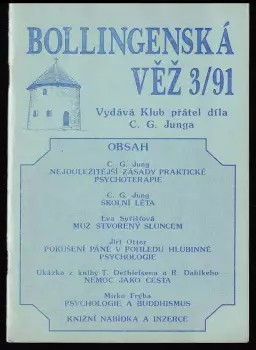 BOLLINGENSKÁ
VĚŽ 3/91
Vydává Klub přátel díla
C. G. Junga
OBSAH
C. G. Jung
NEJDŮLEŽITĚJŠÍ ZÁSADY PRAKTICKÉ
PSYCHOTERAPIE
C. G. Jung
ŠKOLNÍ LÉTA
Eva Syřišťová
MUŽ STVOŘENÝ SLUNCEM
Jiří Otter
POKUŠENÍ PÁNĚ V POHLEDU HLUBINNÉ
PSYCHOLOGIE
Ukázka z knihy T. Dethlefsena a R. Dahlkeho
NEMOC JAKO CESTA
Mirko Frýba
PSYCHOLOGIE A BUDDHISMUS
KNIŽNÍ NABÍDKA A INZERCE